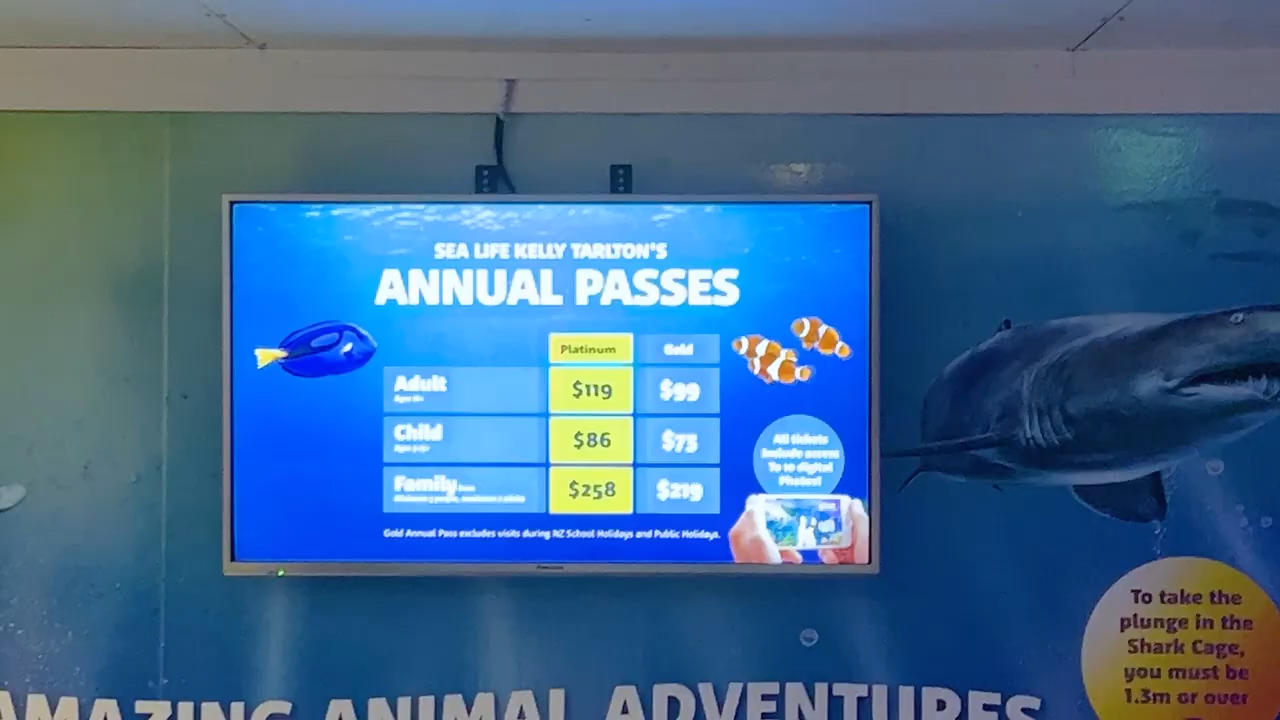 SEA LIFE KELLY TARLTON'S
ANNUAL PASSES
Platinum Gold
Adult $119 $99
Child $86 $73
Family from $258 $219
Gold Annual Pass excludes visits during NZ School Holidays and Public Holidays.
All tickets
include access
To 10 digital
Photos!
To take the
plunge in the
Shark Cage,
you must be
1.3m or over
AMAZING ANIMAL ADVENTURES